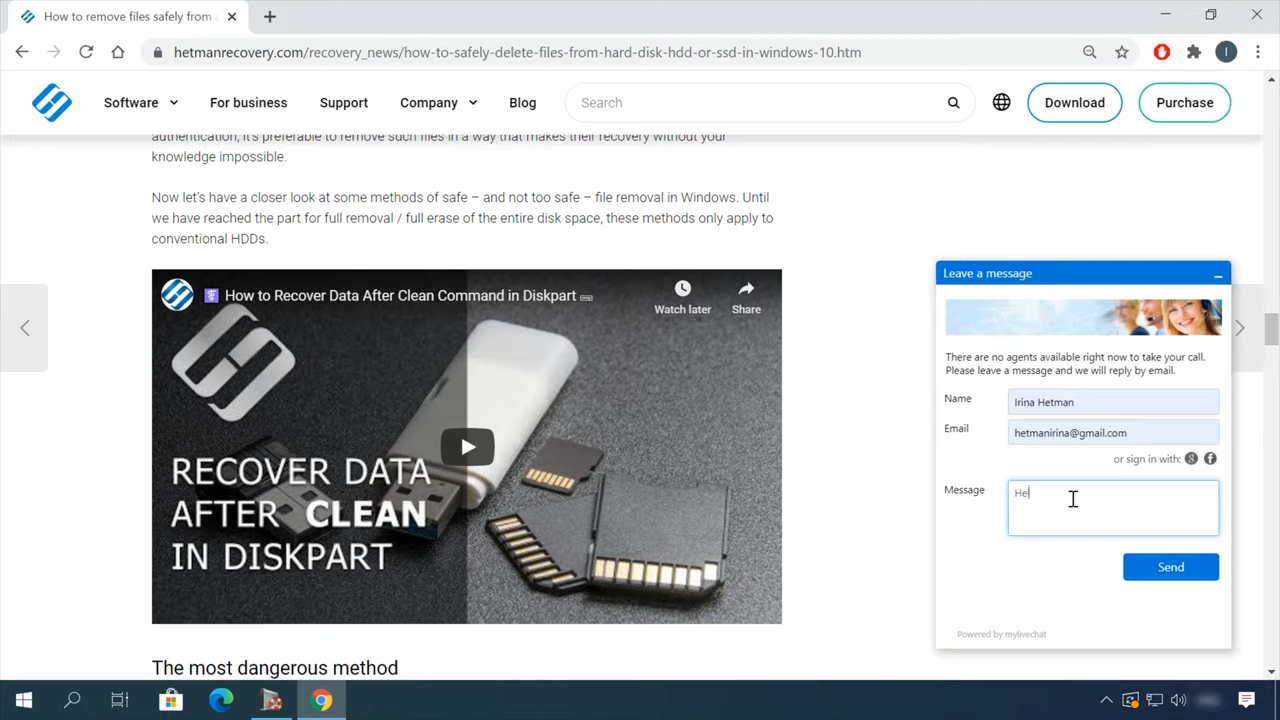 How to remove files safely from
hetmanrecovery.com/recovery_news/how-to-safely-delete-files-from-hard-disk-hdd-or-ssd-in-windows-10.htm
I
Software
For business
Support
Company
Blog
Search
Download
Purchase
authentication, it's preferable to remove such files in a way that makes their recovery without your
knowledge impossible.
Now let's have a closer look at some methods of safe – and not too safe – file removal in Windows. Until
we have reached the part for full removal / full erase of the entire disk space, these methods only apply to
conventional HDDs.
How to Recover Data After Clean Command in Diskpart
Watch later
Share
RECOVER DATA
AFTER CLEAN
IN DISKPART
The most dangerous method
Leave a message
There are no agents available right now to take your call.
Please leave a message and we will reply by email.
Name
Irina Hetman
Email
hetmanirina@gmail.com
or sign in with:
Message
Hel
Send
Powered by mylivechat